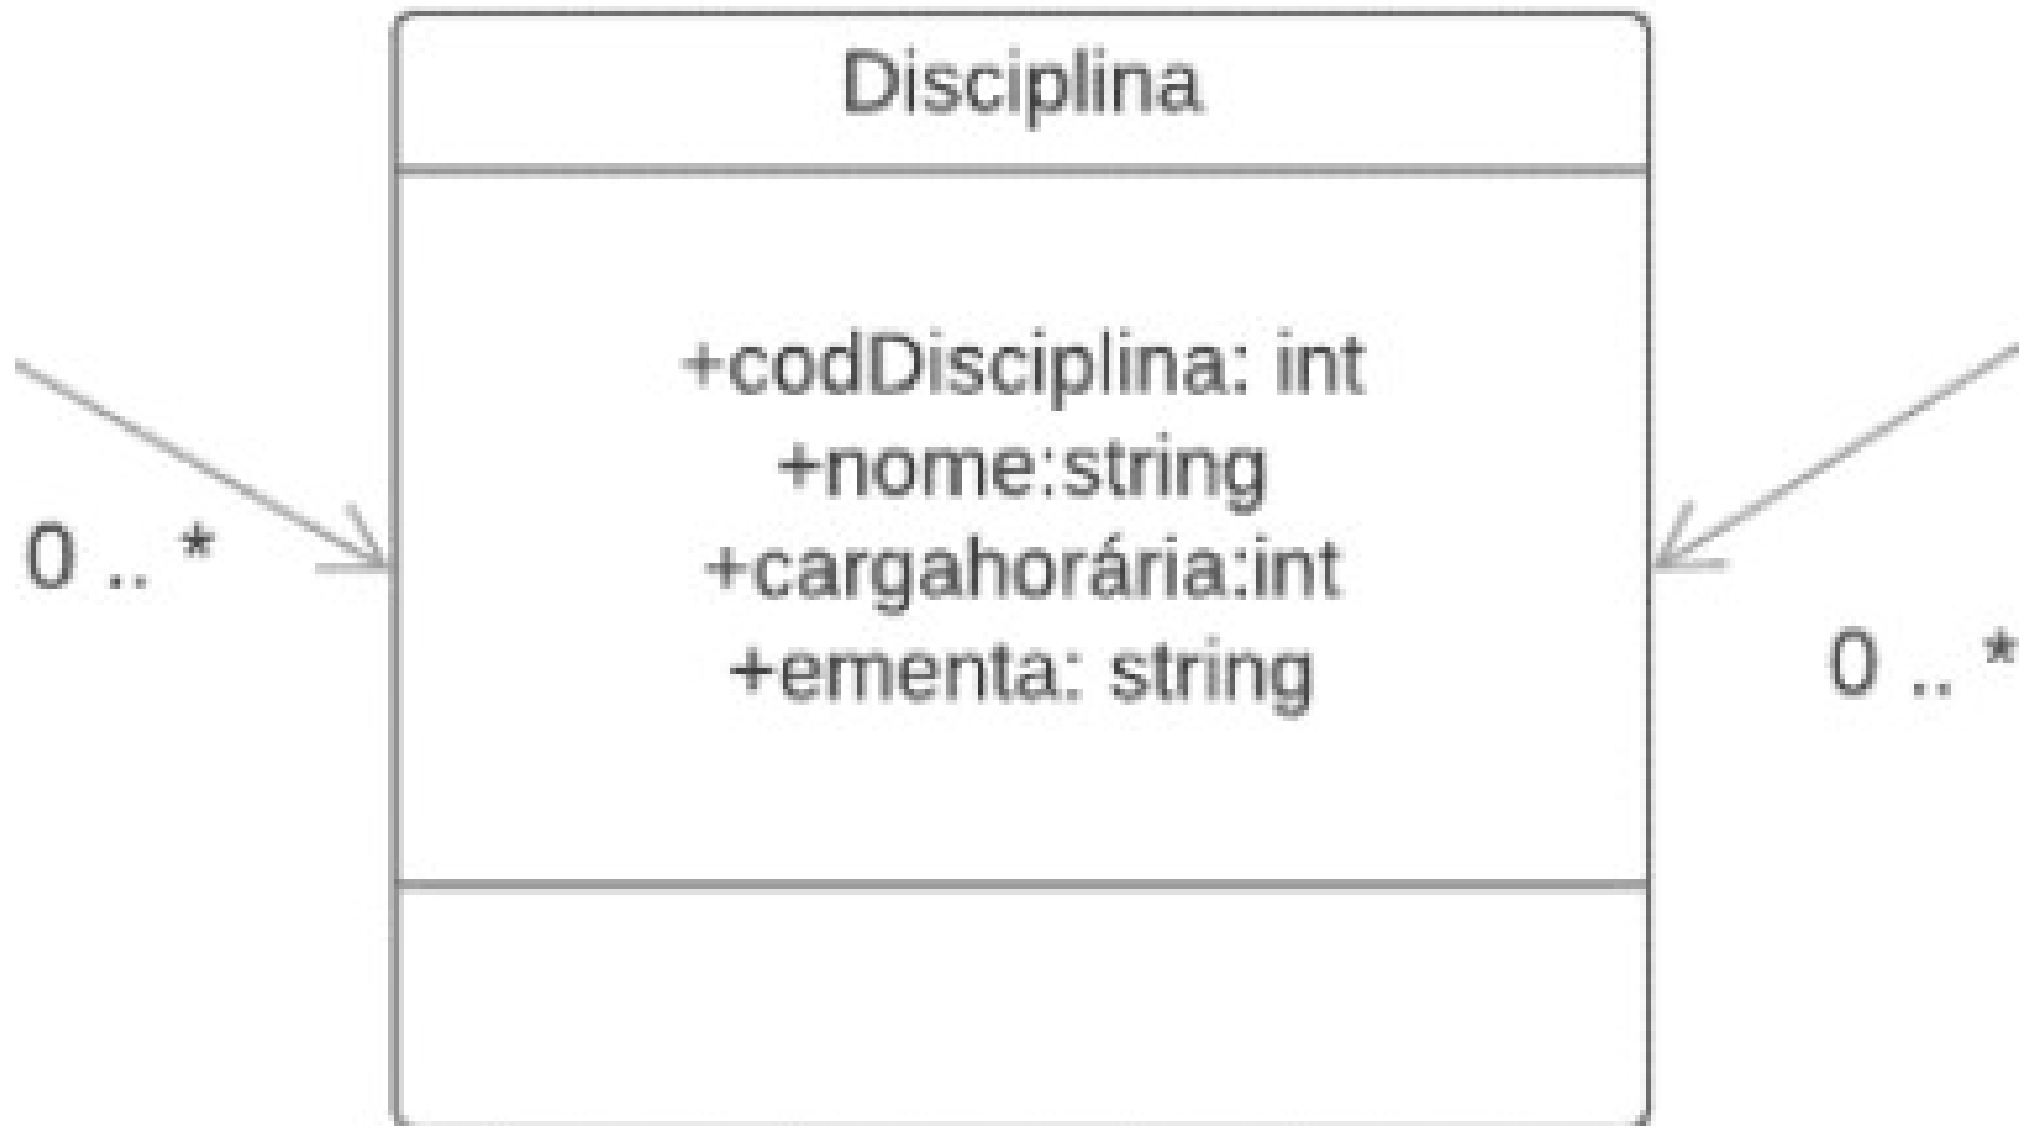 Disciplina
+codDisciplina: int
+nome:string
0 .. *
+cargahorária:int
+ementa: string
0 .. *